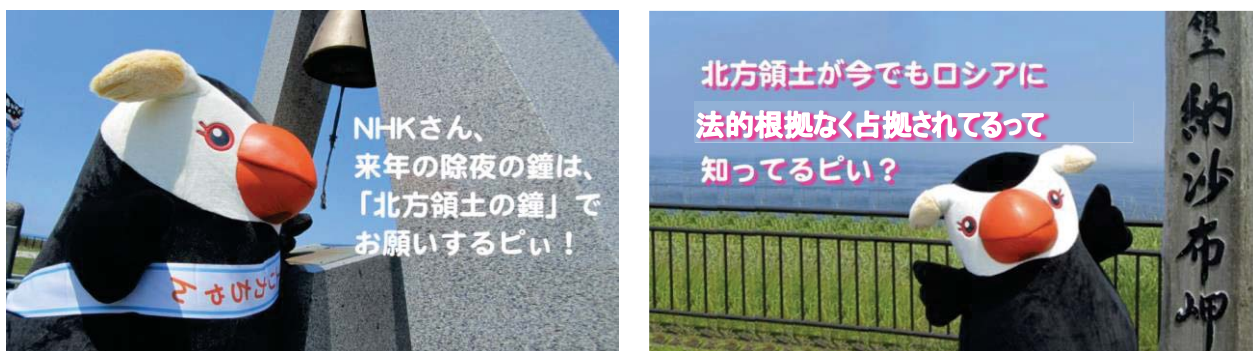 NHKさん、
来年の除夜の鐘は、
「北方領土の鐘」で
お願いするピぃ！
北方領土が今でもロシアに
法的根拠なく占拠されてるって
知ってるピぃ？
納沙布岬